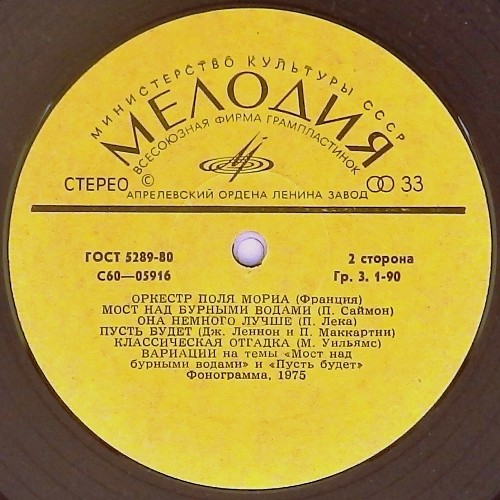 МИНИСТЕРСТВО КУЛЬТУРЫ СССР
МЕЛОДИЯ
ВСЕСОЮЗНАЯ ФИРМА ГРАМПЛАСТИНОК
СТЕРЕО © 33
АПРЕЛЕВСКИЙ ОРДЕНА ЛЕНИНА ЗАВОД
ГОСТ 5289-80 2 сторона
С60—05916 Гр. 3. 1-90
ОРКЕСТР ПОЛЯ МОРИА (Франция)
МОСТ НАД БУРНЫМИ ВОДАМИ (П. Саймон)
ОНА НЕМНОГО ЛУЧШЕ (П. Лека)
ПУСТЬ БУДЕТ (Дж. Леннон и П. Маккартни)
КЛАССИЧЕСКАЯ ОТГАДКА (М. Уильямс)
ВАРИАЦИИ на темы «Мост над
бурными водами» и «Пусть будет»
Фонограмма, 1975